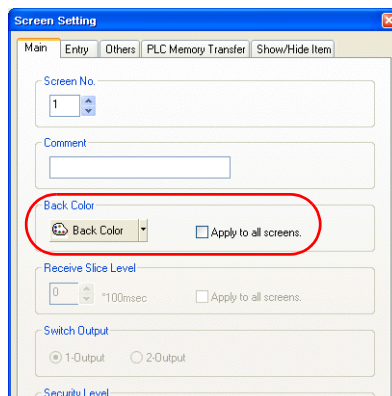 Screen Setting
Main Entry Others PLC Memory Transfer Show/Hide Item
Screen No.
1
Comment
Back Color
Back Color Apply to all screens.
Receive Slice Level
0 *100msec Apply to all screens.
Switch Output
1-Output 2-Output
Security Level